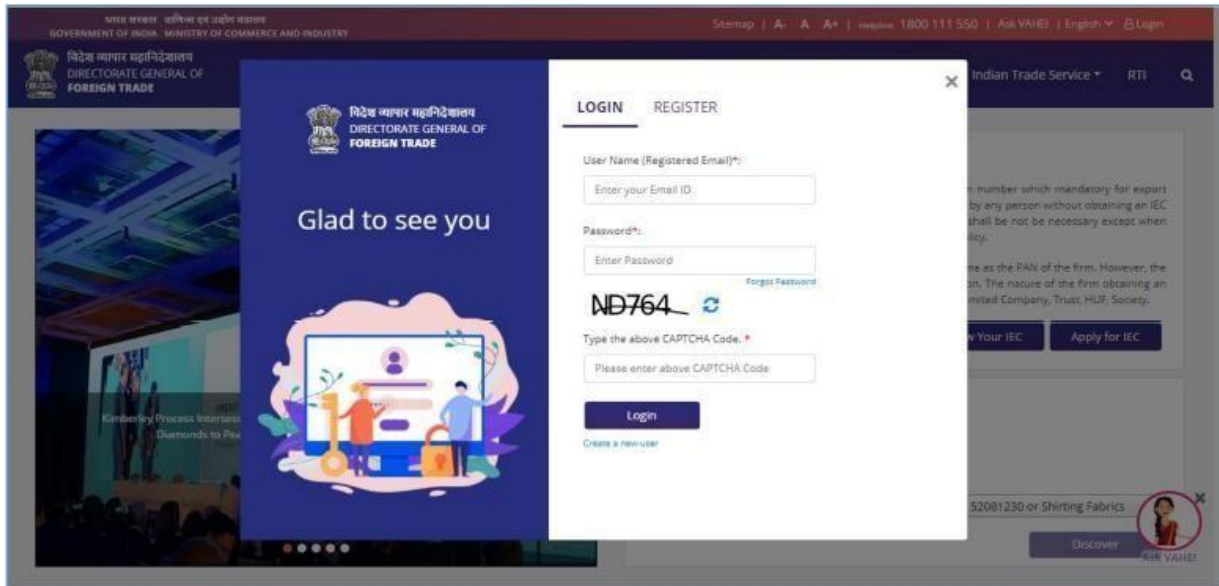 भारत सरकार वाणिज्य एवं उद्योग मंत्रालय
GOVERNMENT OF INDIA MINISTRY OF COMMERCE AND INDUSTRY
Sitemap | A- A A+ | Helpline 1800 111 550 | Ask VAHEI | English Login
विदेश व्यापार महानिदेशालय
DIRECTORATE GENERAL OF
FOREIGN TRADE
Indian Trade Service RTI
विदेश व्यापार महानिदेशालय
DIRECTORATE GENERAL OF
FOREIGN TRADE
Glad to see you
LOGIN REGISTER
User Name (Registered Email)*:
Enter your Email ID
Password*:
Enter Password
Forgot Password
ND764
Type the above CAPTCHA Code. *
Please enter above CAPTCHA Code
Login
Create a new user
number which mandatory for export
by any person without obtaining an IEC
shall be not be necessary except when
me as the PAN of the firm. However, the
on. The nature of the firm obtaining an
mited Company, Trust, HUF, Society.
w Your IEC Apply for IEC
Kimberley Process Interses
Diamonds to Pe
52081230 or Shirting Fabrics
Discover
ASK VAHEI